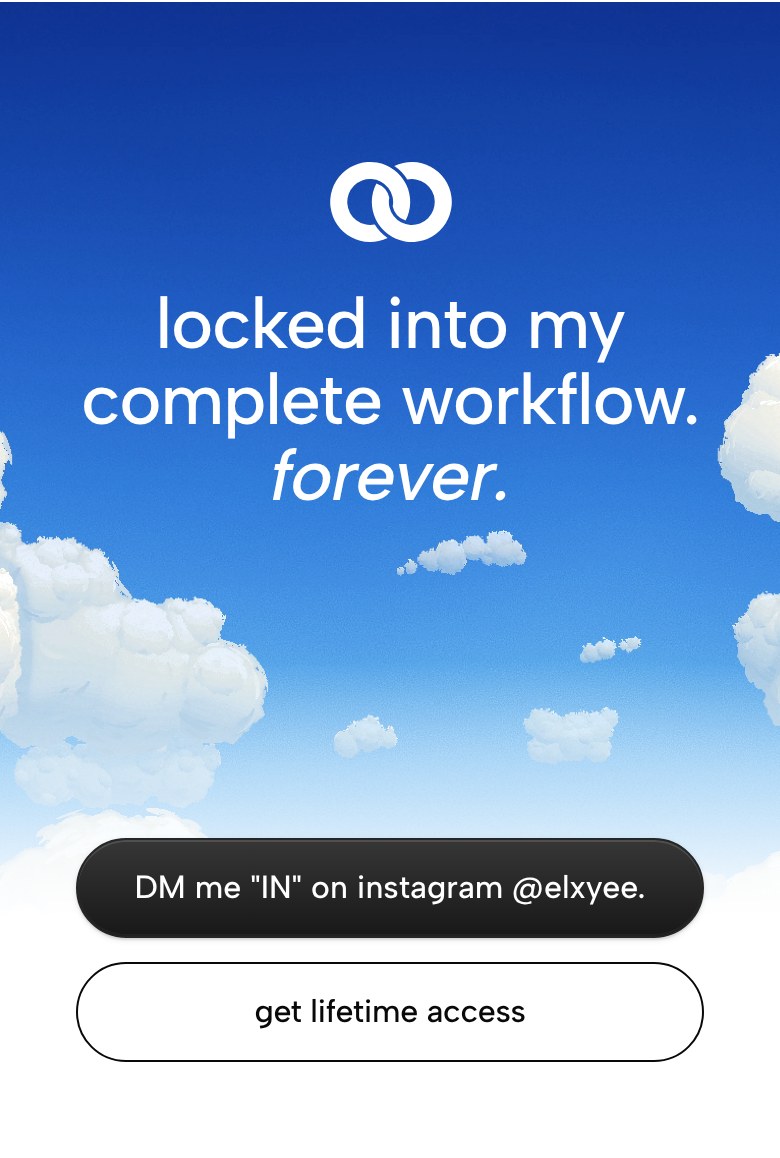 locked into my
complete workflow.
forever.
DM me "IN" on instagram @elxyee.
get lifetime access